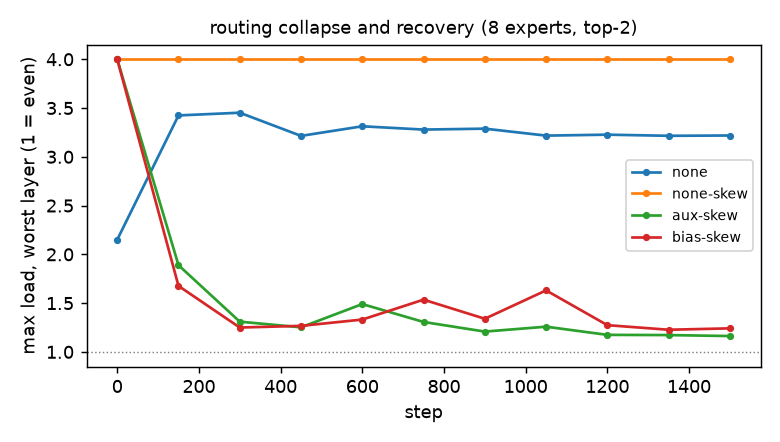 routing collapse and recovery (8 experts, top-2)
max load, worst layer (1 = even)
4.0
3.5
3.0
2.5
2.0
1.5
1.0
none
none-skew
aux-skew
bias-skew
0 200 400 600 800 1000 1200 1400
step